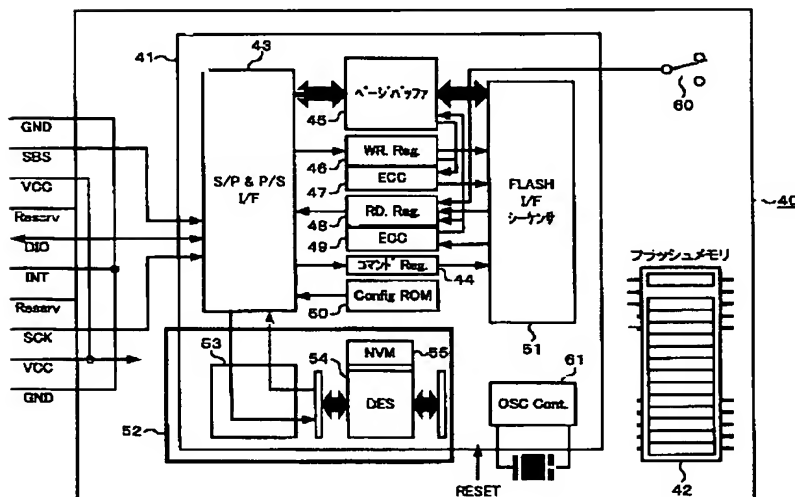 41
43
ページバッファ
45
60
GND
SBS
VCC
Reserv
DIO
INT
Reserv
SCK
VCC
GND
S/P & P/S
I/F
WR. Reg.
46
ECC
47
RD. Reg.
48
ECC
49
コマンド Reg.
44
Config ROM
50
FLASH
I/F
シーケンサ
51
40
フラッシュメモリ
42
53
54
NVM
55
DES
52
61
OSC Cont.
RESET